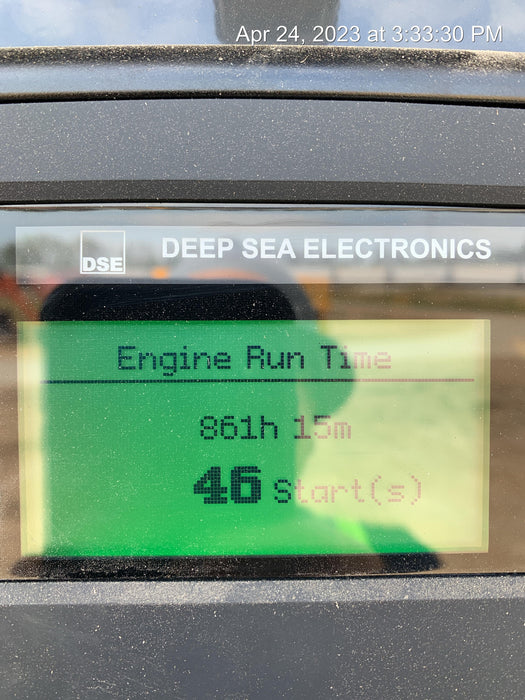 Apr 24, 2023 at 3:33:30 PM
DSE
DEEP SEA ELECTRONICS
Engine Run Time
861h 15m
46 Start(s)